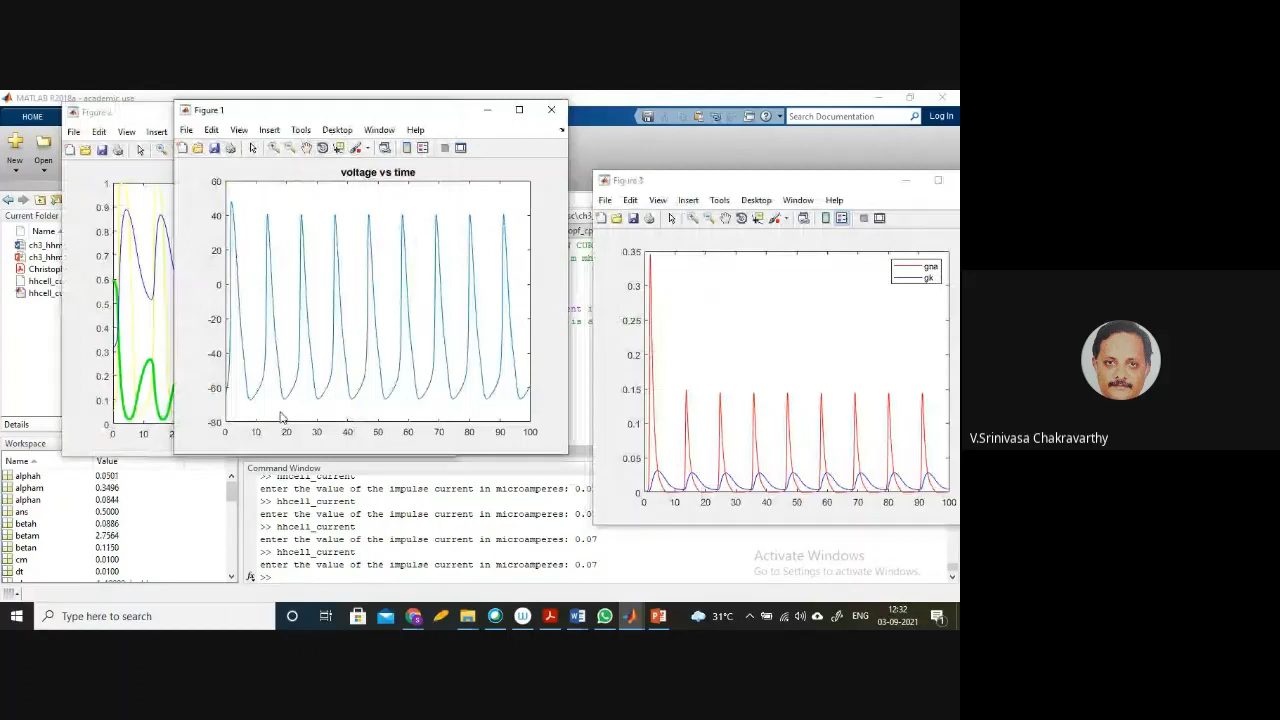 MATLAB R2018a - academic use
HOME
Search Documentation
Log In
New
Open
Current Folder
Name
ch3_hhm
ch3_hhm
Christoph
hhcell_cu
hhcell_cu
Details
Workspace
Name
Value
alphah
0.0501
alpham
0.3496
alphan
0.0844
ans
0.5000
betah
0.0886
betam
2.7564
betan
0.1150
cm
0.0100
dt
0.0100
File Edit View Insert
1
0.9
0.8
0.7
0.6
0.5
0.4
0.3
0.2
0.1
0
0 10
Figure 1
File Edit View Insert Tools Desktop Window Help
voltage vs time
60
40
20
0
-20
-40
-60
-80
0 10 20 30 40 50 60 70 80 90 100
Figure 3
File Edit View Insert Tools Desktop Window Help
gna
gk
0.35
0.3
0.25
0.2
0.15
0.1
0.05
0
0 10 20 30 40 50 60 70 80 90 100
Command Window
>> hhcell_current
enter the value of the impulse current in microamperes: 0.0
>> hhcell_current
enter the value of the impulse current in microamperes: 0.0
>> hhcell_current
enter the value of the impulse current in microamperes: 0.07
>> hhcell_current
enter the value of the impulse current in microamperes: 0.07
fx >>
Activate Windows
Go to Settings to activate Windows.
Type here to search
31°C
ENG
12:32
03-09-2021
V.Srinivasa Chakravarthy